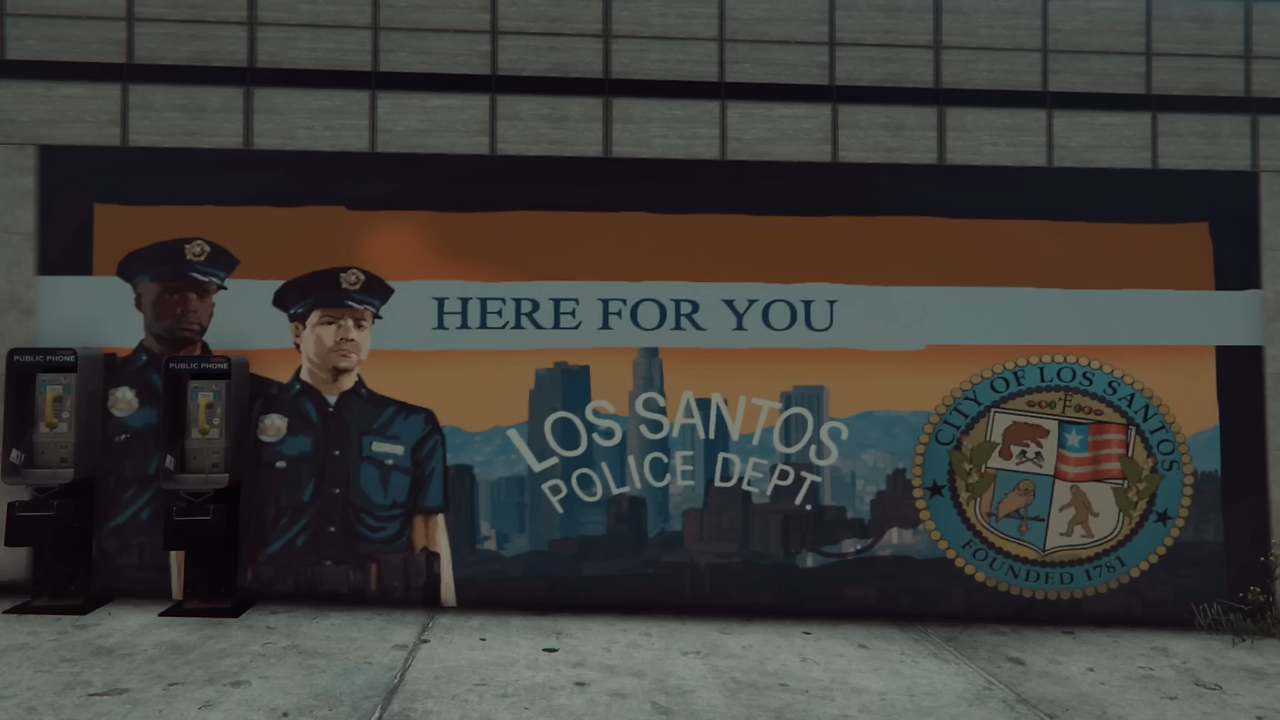 HERE FOR YOU
PUBLIC PHONE
PUBLIC PHONE
LOS SANTOS
POLICE DEPT.
CITY OF LOS SANTOS
FOUNDED 1781